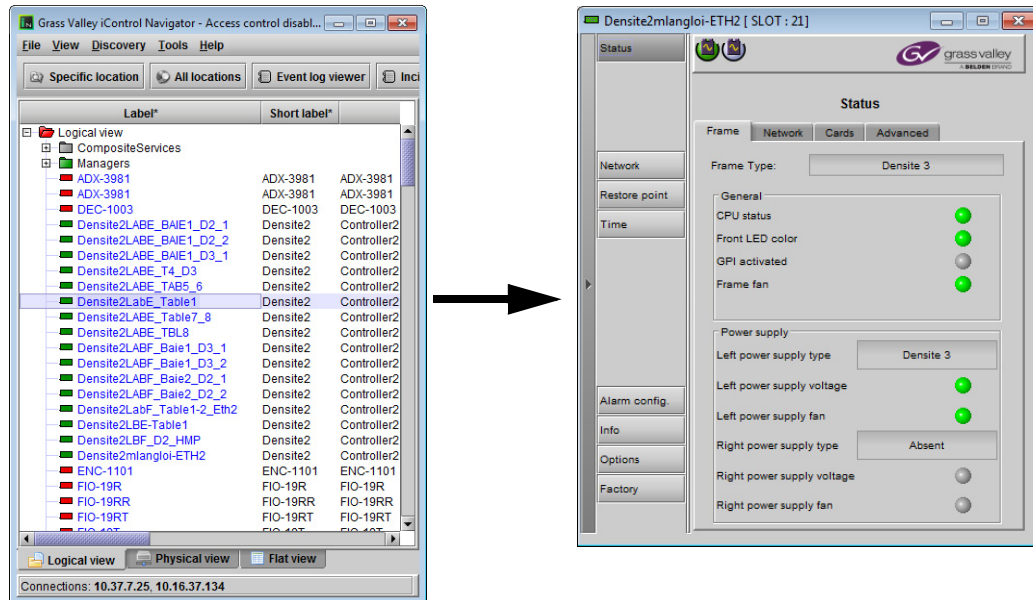 Grass Valley iControl Navigator - Access control disabl...
File View Discovery Tools Help
Specific location All locations Event log viewer Inci
Label* Short label*
Logical view
CompositeServices
Managers
ADX-3981 ADX-3981 ADX-3981
ADX-3981 ADX-3981 ADX-3981
DEC-1003 DEC-1003 DEC-1003
Densite2LABE_BAIE1_D2_1 Densite2 Controller2
Densite2LABE_BAIE1_D2_2 Densite2 Controller2
Densite2LABE_BAIE1_D3_1 Densite2 Controller2
Densite2LABE_T4_D3 Densite2 Controller2
Densite2LABE_TAB5_6 Densite2 Controller2
Densite2LabE_Table1 Densite2 Controller2
Densite2LABE_Table7_8 Densite2 Controller2
Densite2LABE_TBL8 Densite2 Controller2
Densite2LABF_Baie1_D3_1 Densite2 Controller2
Densite2LABF_Baie1_D3_2 Densite2 Controller2
Densite2LABF_Baie2_D2_1 Densite2 Controller2
Densite2LABF_Baie2_D2_2 Densite2 Controller2
Densite2LabF_Table1-2_Eth2 Densite2 Controller2
Densite2LBE-Table1 Densite2 Controller2
Densite2LBF_D2_HMP Densite2 Controller2
Densite2mlangloi-ETH2 Densite2 Controller2
ENC-1101 ENC-1101 ENC-1101
FIO-19R FIO-19R FIO-19R
FIO-19RR FIO-19RR FIO-19RR
FIO-19RT FIO-19RT FIO-19RT
Logical view Physical view Flat view
Connections: 10.37.7.25, 10.16.37.134
Densite2mlangloi-ETH2 [ SLOT : 21]
Status
Network
Restore point
Time
Alarm config.
Info
Options
Factory
GV grass valley
A BELDEN BRAND
Status
Frame Network Cards Advanced
Frame Type: Densite 3
General
CPU status
Front LED color
GPI activated
Frame fan
Power supply
Left power supply type Densite 3
Left power supply voltage
Left power supply fan
Right power supply type Absent
Right power supply voltage
Right power supply fan